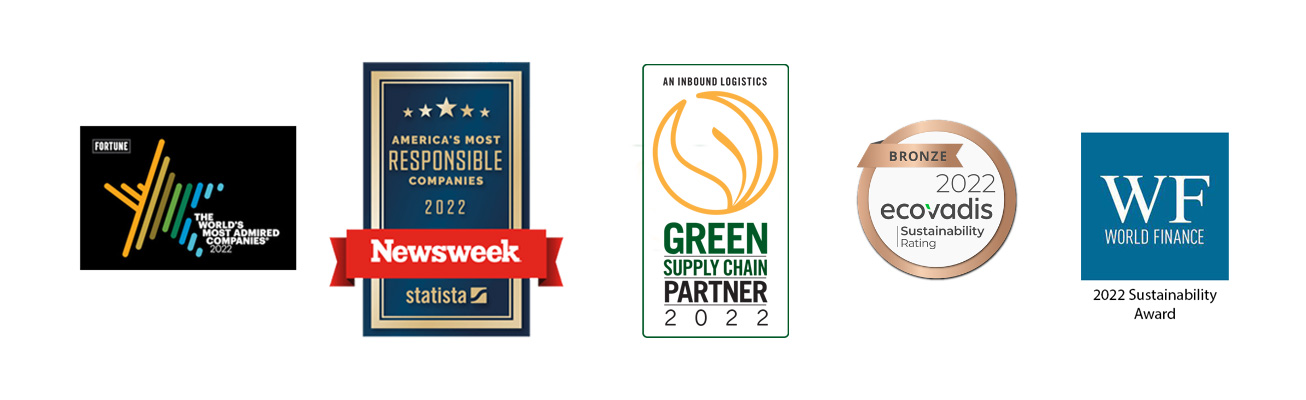 FORTUNE
THE
WORLD'S
MOST ADMIRED
COMPANIES®
2022
AMERICA'S MOST
RESPONSIBLE
COMPANIES
2022
Newsweek
statista
AN INBOUND LOGISTICS
GREEN
SUPPLY CHAIN
PARTNER
2022
BRONZE
2022
ecovadis
Sustainability
Rating
WF
WORLD FINANCE
2022 Sustainability
Award